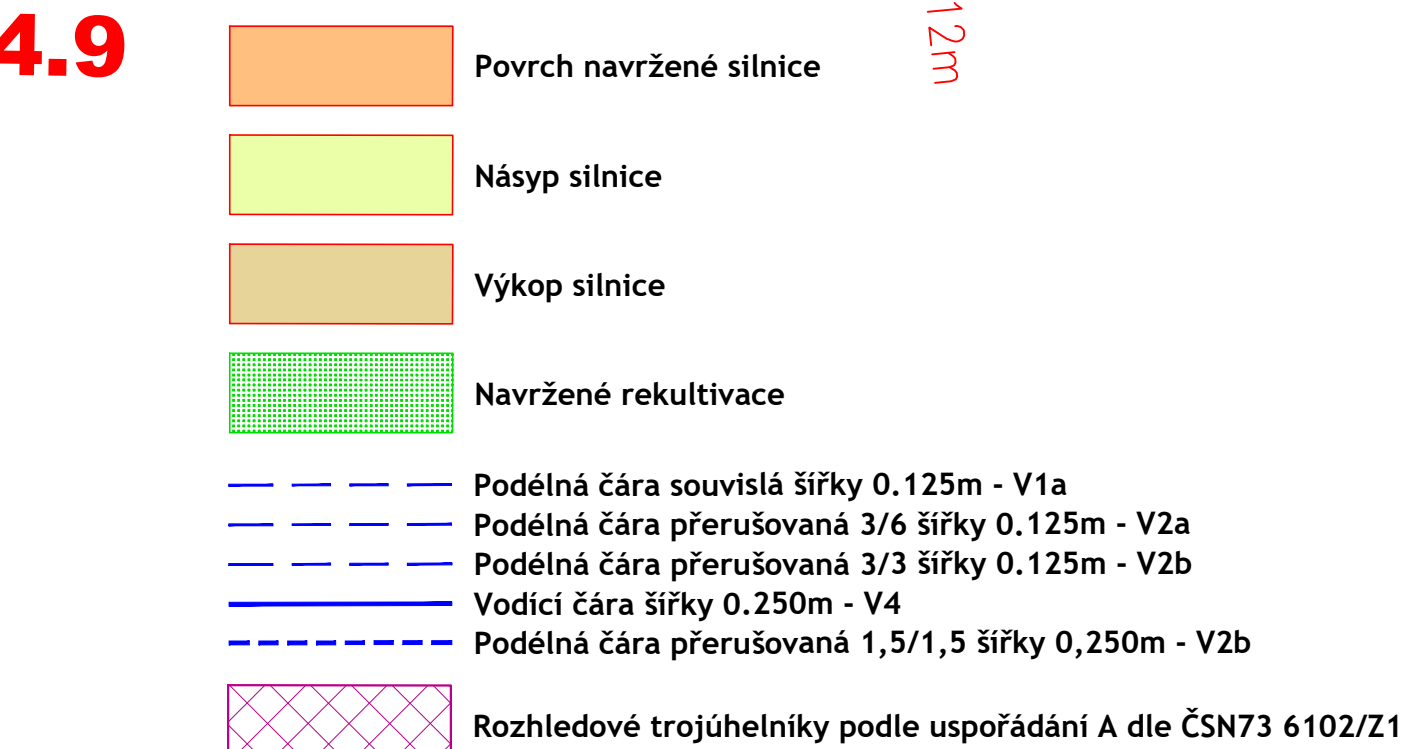 4.9
12m
Povrch navržené silnice
Násyp silnice
Výkop silnice
Navržené rekultivace
Podélná čára souvislá šířky 0.125m - V1a
Podélná čára přerušovaná 3/6 šířky 0.125m - V2a
Podélná čára přerušovaná 3/3 šířky 0.125m - V2b
Vodící čára šířky 0.250m - V4
Podélná čára přerušovaná 1,5/1,5 šířky 0,250m - V2b
Rozhledové trojúhelníky podle uspořádání A dle ČSN73 6102/Z1